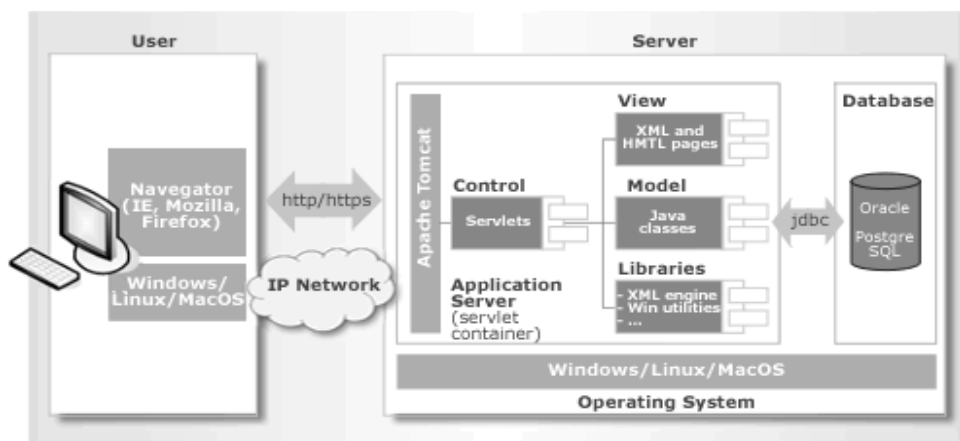 User
Navegator
(IE, Mozilla,
Firefox)
Windows/
Linux/MacOS
http/https
IP Network
Server
Apache Tomcat
Control
Servlets
Application
Server
(servlet
container)
View
XML and
HMTL pages
Model
Java
classes
Libraries
- XML engine
- Win utilities
- ...
jdbc
Database
Oracle
Postgre
SQL
Windows/Linux/MacOS
Operating System